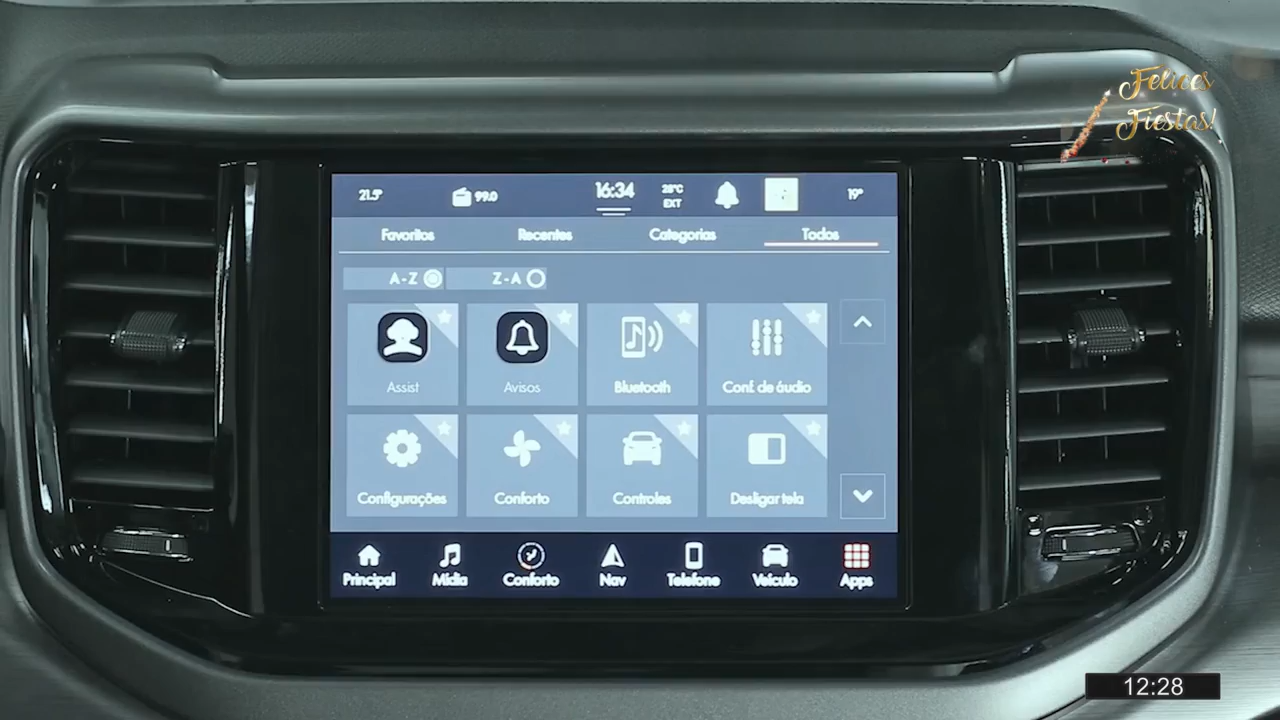 Felices
Fiestas!
21.5°
99.0
16:34
28°C
EXT
19°
Favoritos
Recentes
Categorias
Todos
A-Z
Z-A
Assist
Avisos
Bluetooth
Conf. de áudio
Configurações
Conforto
Controles
Desligar tela
Principal
Mídia
Conforto
Nav
Telefone
Veículo
Apps
12:28